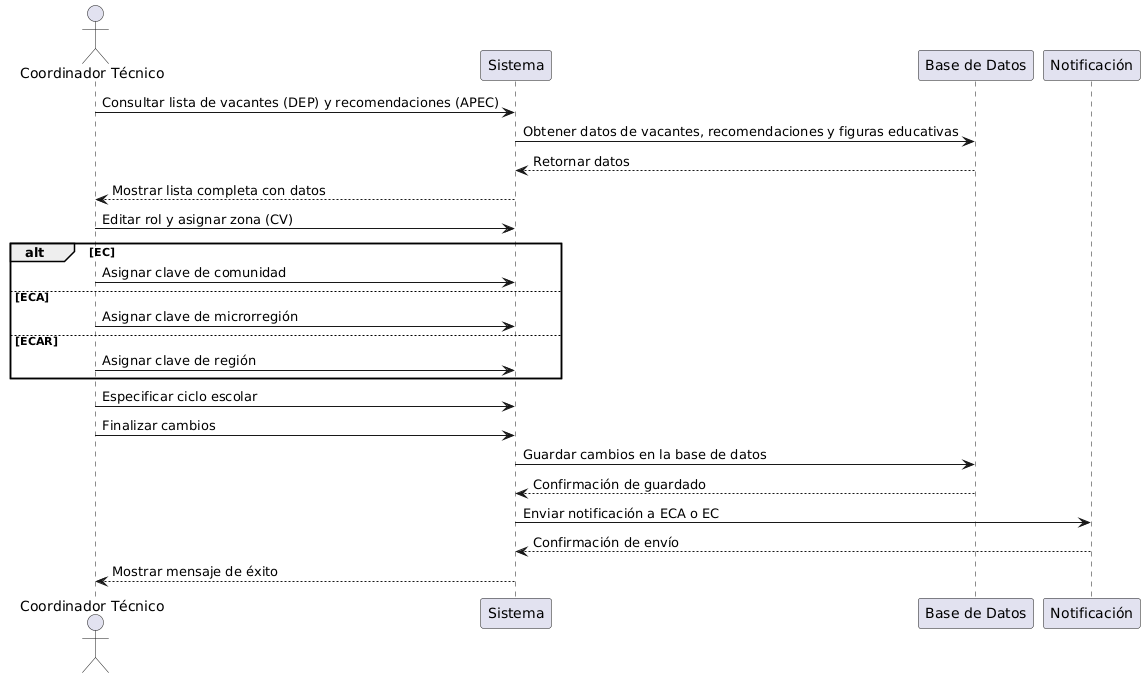 Coordinador Técnico
Sistema
Base de Datos
Notificación
Consultar lista de vacantes (DEP) y recomendaciones (APEC)
Obtener datos de vacantes, recomendaciones y figuras educativas
Retornar datos
Mostrar lista completa con datos
Editar rol y asignar zona (CV)
alt
[EC]
Asignar clave de comunidad
[ECA]
Asignar clave de microrregión
[ECAR]
Asignar clave de región
Especificar ciclo escolar
Finalizar cambios
Guardar cambios en la base de datos
Confirmación de guardado
Enviar notificación a ECA o EC
Confirmación de envío
Mostrar mensaje de éxito
Coordinador Técnico
Sistema
Base de Datos
Notificación